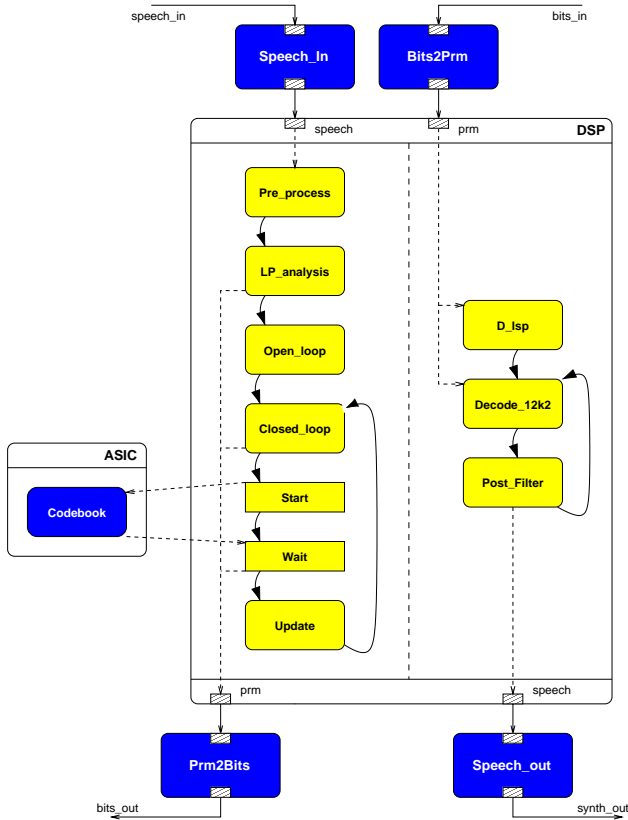 speech_in
bits_in
Speech_In
Bits2Prm
speech
prm
DSP
Pre_process
LP_analysis
D_lsp
Open_loop
Decode_12k2
Closed_loop
ASIC
Post_Filter
Start
Codebook
Wait
Update
prm
speech
Prm2Bits
Speech_out
bits_out
synth_out